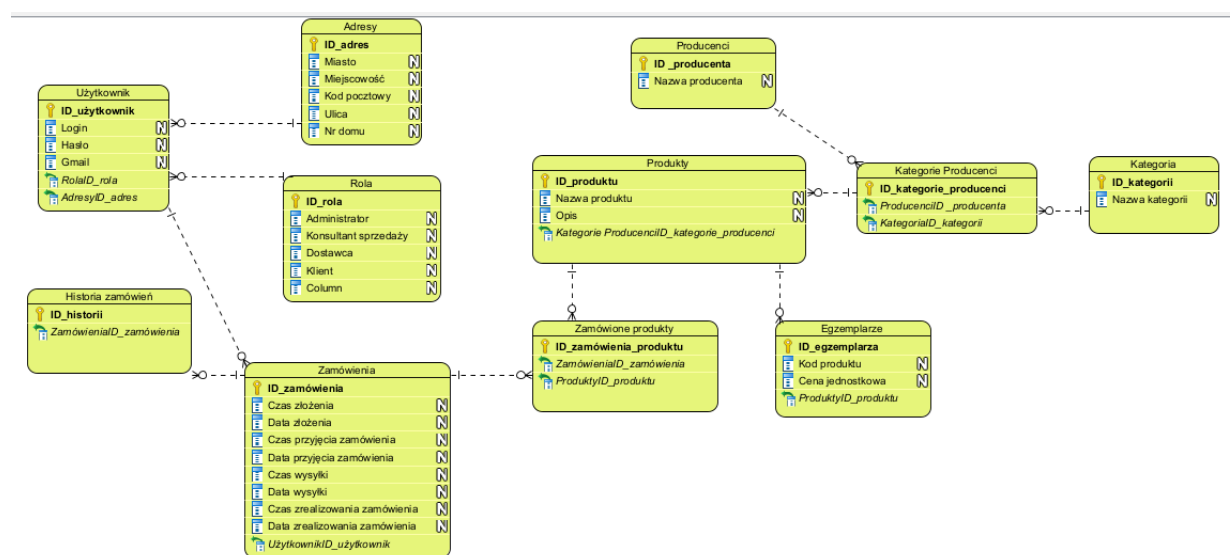 Adresy
ID_adres
Miasto
Miejscowość
Kod pocztowy
Ulica
Nr domu
Użytkownik
ID_użytkownik
Login
Hasło
Gmail
RolaID_rola
AdresyID_adres
Rola
ID_rola
Administrator
Konsultant sprzedaży
Dostawca
Klient
Column
Historia zamówień
ID_historii
ZamówieniaID_zamówienia
Zamówienia
ID_zamówienia
Czas złożenia
Data złożenia
Czas przyjęcia zamówienia
Data przyjęcia zamówienia
Czas wysyłki
Data wysyłki
Czas zrealizowania zamówienia
Data zrealizowania zamówienia
UżytkownikID_użytkownik
Producenci
ID _producenta
Nazwa producenta
Produkty
ID_produktu
Nazwa produktu
Opis
Kategorie ProducenciID_kategorie_producenci
Kategorie Producenci
ID_kategorie_producenci
ProducenciID _producenta
KategoriaID_kategorii
Kategoria
ID_kategorii
Nazwa kategorii
Zamówione produkty
ID_zamówienia_produktu
ZamówieniaID_zamówienia
ProduktyID_produktu
Egzemplarze
ID_egzemplarza
Kod produktu
Cena jednostkowa
ProduktyID_produktu